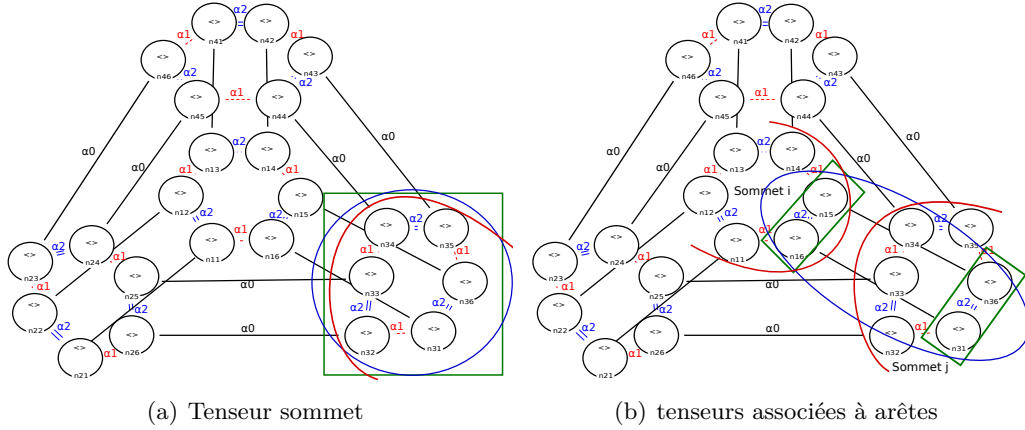 <> α2 <>
α1 n41 n42 α1
<> <>
n46 α2 α2 n43
<> α1 <>
n45 n44
α0 α0 α0
<> α2 <>
n13 n14
α1 α1
<> <>
n12 n15
α2 α2
<> α1 <>
n11 n16
<> α2 <>
n34 n35
α1 α1
<> <>
n33 n36
α2 α2
<> α1 <>
n32 n31
<> α2 <>
n23 n24
α1 α1
<> <>
n22 n25
α0
α2 α2
<> α1 <>
n21 n26
α0
(a) Tenseur sommet
<> α2 <>
α1 n41 n42 α1
<> <>
n46 α2 α2 n43
<> α1 <>
n45 n44
α0 α0 α0
<> α2 <>
n13 n14
α1 α1
Sommet i
<> <>
n12 n15
α2 α2
<> α1 <>
n11 n16
<> α2 <>
n34 n35
α1 α1
<> <>
n33 n36
α2 α2
<> α1 <>
n32 n31
<> α2 <>
n23 n24
α1 α1
<> <>
n22 n25
α0
α2 α2
<> α1 <>
n21 n26
α0
Sommet j
(b) tenseurs associées à arêtes